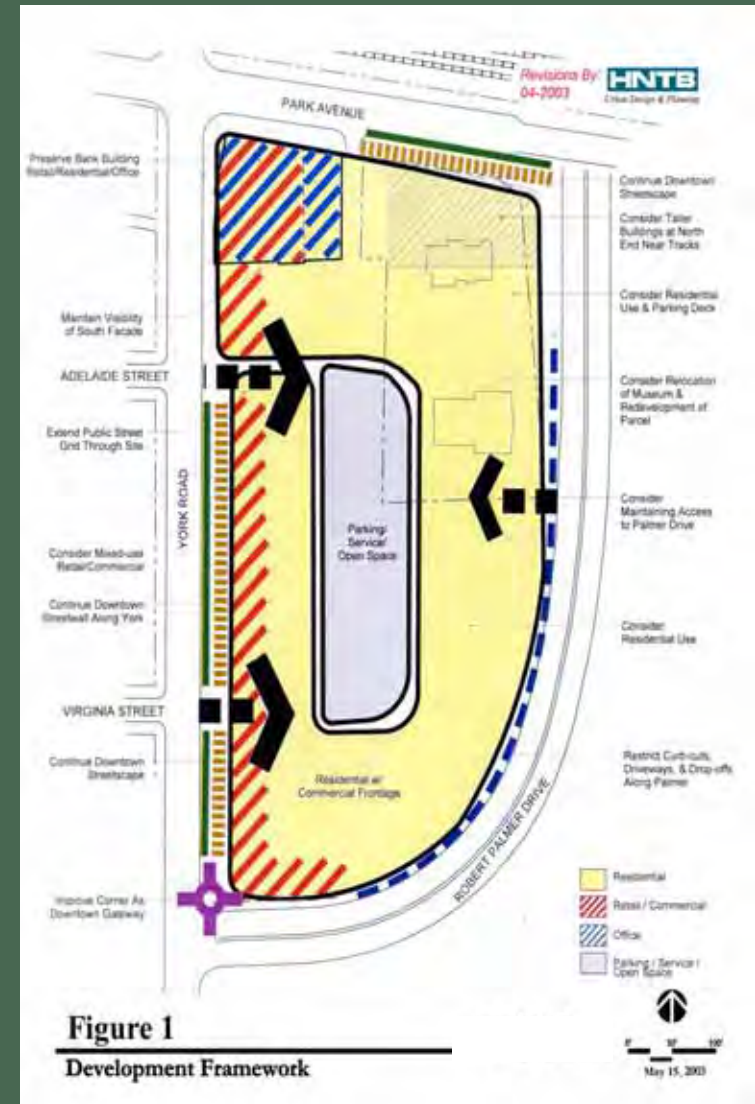 Revisions By:
04-2003
HNTB
Urban Design & Planning
PARK AVENUE
Preserve Bank Building
Retail/Residential/Office
Maintain Visibility
of South Facade
ADELAIDE STREET
Extend Public Street
Grid Through Site
YORK ROAD
Consider Mixed-use
Retail/Commercial
Continue Downtown
Streetwall Along York
VIRGINIA STREET
Continue Downtown
Streetscape
Improve Corner As
Downtown Gateway
Parking/
Service/
Open Space
Residential w/
Commercial Frontage
Continue Downtown
Streetscape
Consider Taller
Buildings at North
End Near Tracks
Consider Residential
Use & Parking Deck
Consider Relocation
of Museum &
Redevelopment of
Parcel
Consider
Maintaining Access
to Palmer Drive
Consider
Residential Use
Restrict Curb-cuts,
Driveways, & Drop-offs
Along Palmer
ROBERT PALMER DRIVE
Residential
Retail / Commercial
Office
Parking / Service /
Open Space
Figure 1
Development Framework
0' 50' 100'
May 15, 2003